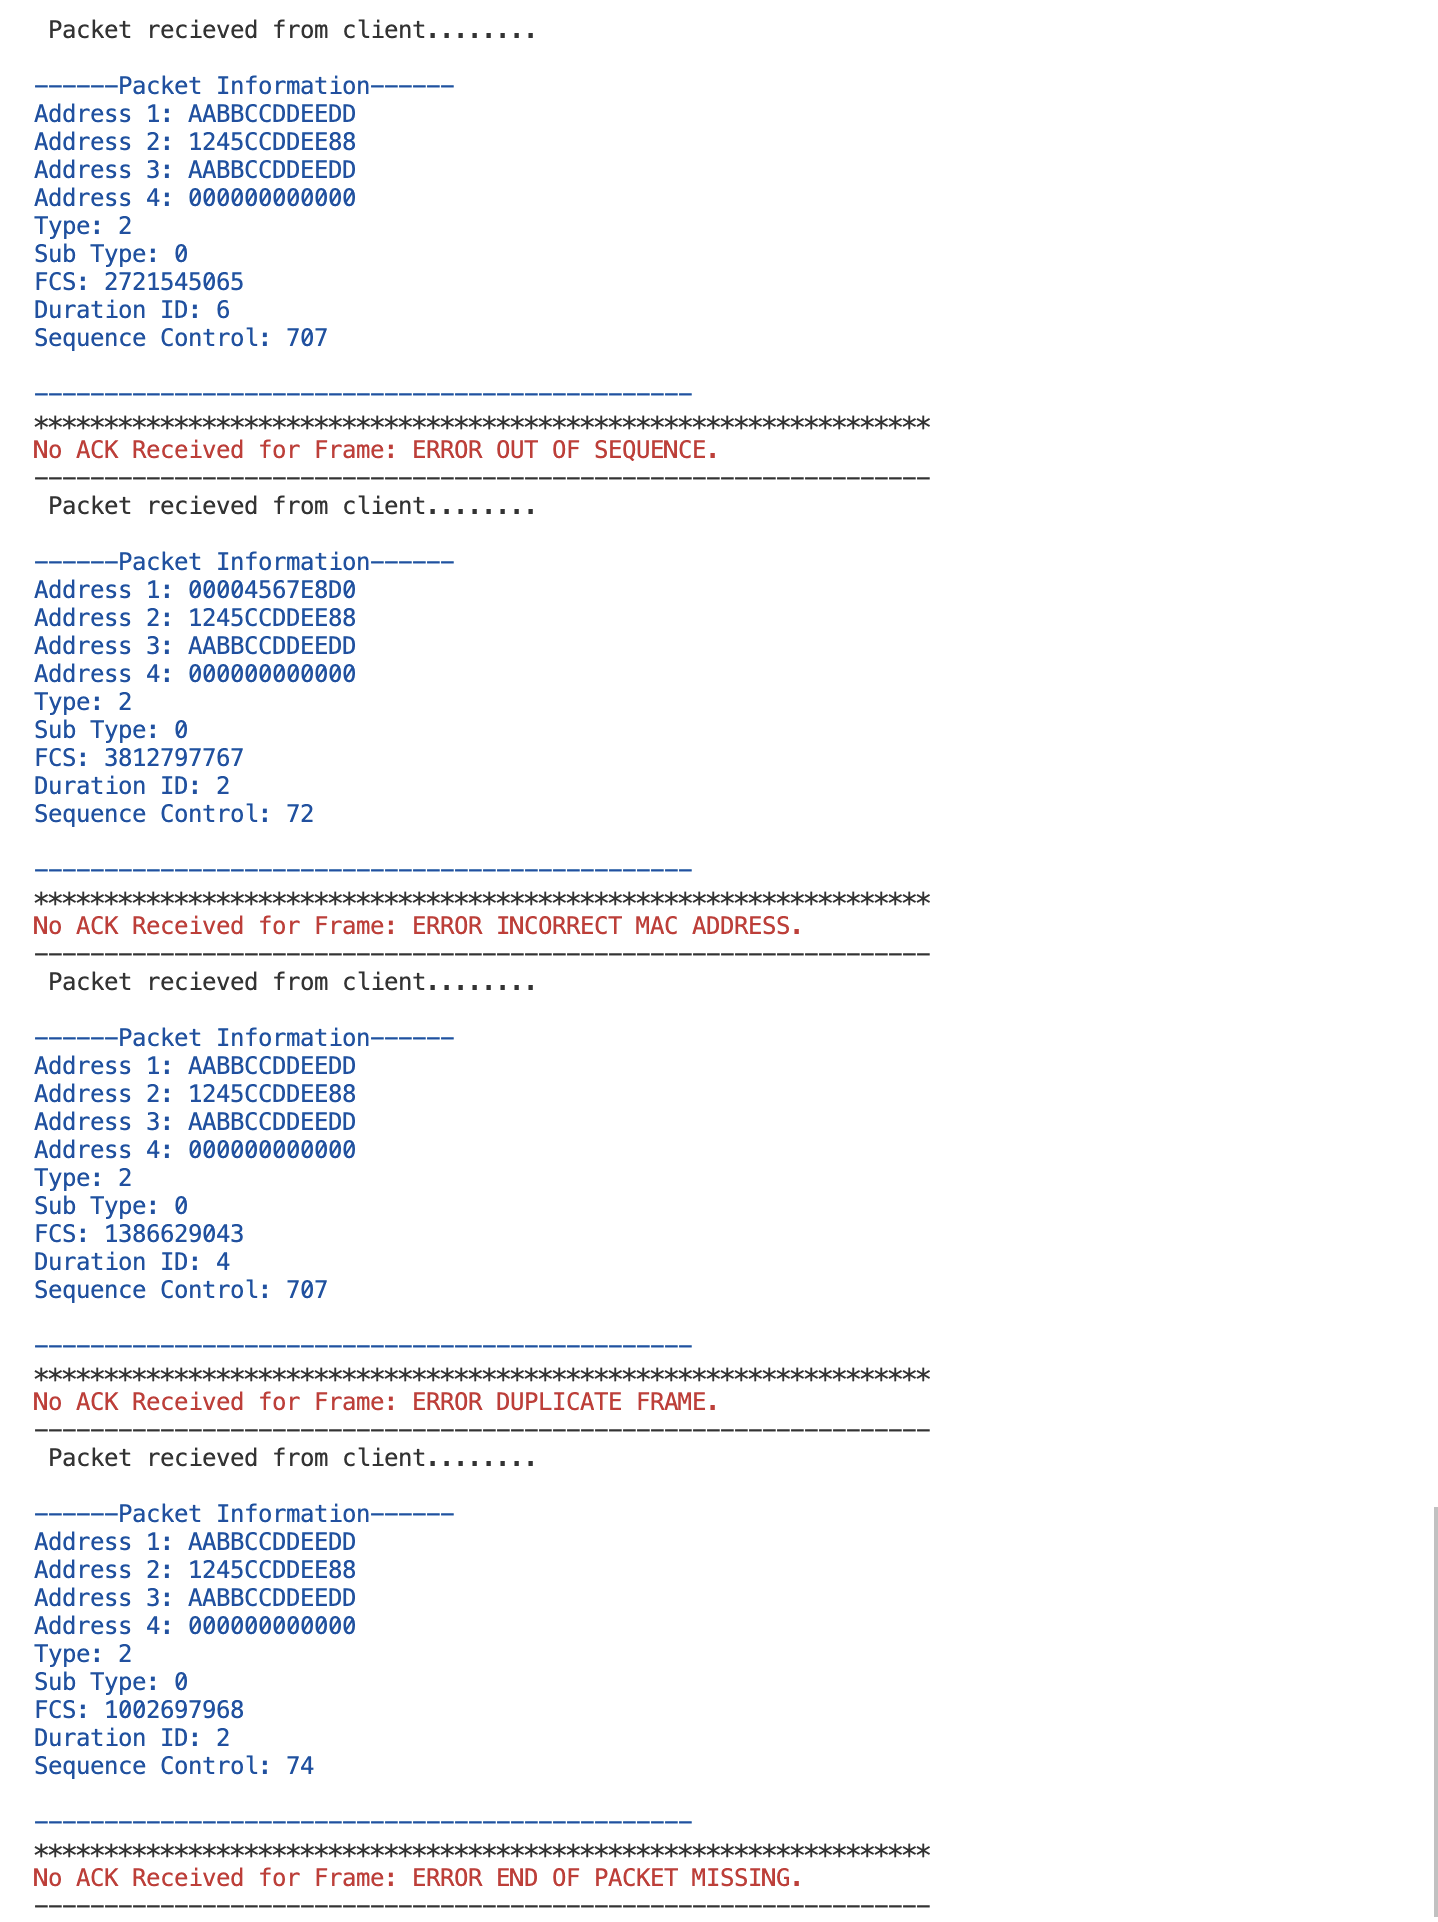 Packet recieved from client........
------Packet Information------
Address 1: AABBCCDDEEDD
Address 2: 1245CCDDEE88
Address 3: AABBCCDDEEDD
Address 4: 000000000000
Type: 2
Sub Type: 0
FCS: 2721545065
Duration ID: 6
Sequence Control: 707
-----------------------------------------------
****************************************************************
No ACK Received for Frame: ERROR OUT OF SEQUENCE.
----------------------------------------------------------------
Packet recieved from client........
------Packet Information------
Address 1: 00004567E8D0
Address 2: 1245CCDDEE88
Address 3: AABBCCDDEEDD
Address 4: 000000000000
Type: 2
Sub Type: 0
FCS: 3812797767
Duration ID: 2
Sequence Control: 72
-----------------------------------------------
****************************************************************
No ACK Received for Frame: ERROR INCORRECT MAC ADDRESS.
----------------------------------------------------------------
Packet recieved from client........
------Packet Information------
Address 1: AABBCCDDEEDD
Address 2: 1245CCDDEE88
Address 3: AABBCCDDEEDD
Address 4: 000000000000
Type: 2
Sub Type: 0
FCS: 1386629043
Duration ID: 4
Sequence Control: 707
-----------------------------------------------
****************************************************************
No ACK Received for Frame: ERROR DUPLICATE FRAME.
----------------------------------------------------------------
Packet recieved from client........
------Packet Information------
Address 1: AABBCCDDEEDD
Address 2: 1245CCDDEE88
Address 3: AABBCCDDEEDD
Address 4: 000000000000
Type: 2
Sub Type: 0
FCS: 1002697968
Duration ID: 2
Sequence Control: 74
-----------------------------------------------
****************************************************************
No ACK Received for Frame: ERROR END OF PACKET MISSING.
----------------------------------------------------------------